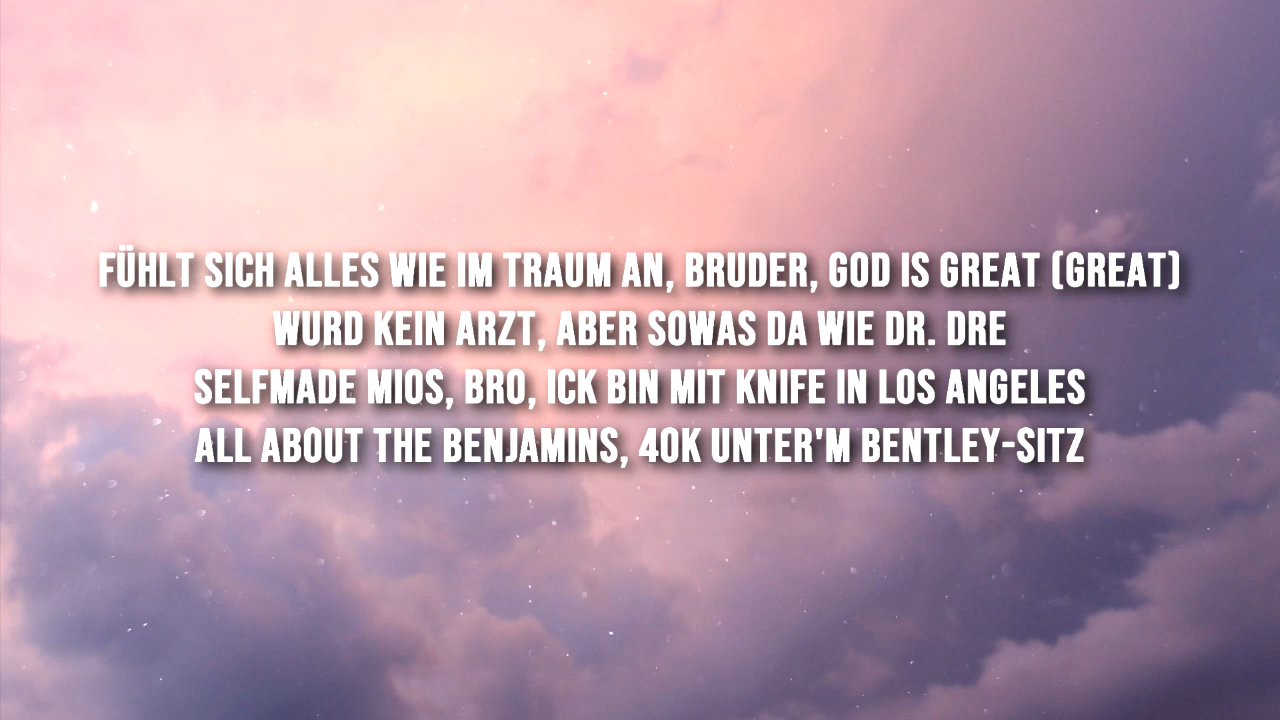 FÜHLT SICH ALLES WIE IM TRAUM AN, BRUDER, GOD IS GREAT (GREAT)
WURD KEIN ARZT, ABER SOWAS DA WIE DR. DRE
SELFMADE MIOS, BRO, ICK BIN MIT KNIFE IN LOS ANGELES
ALL ABOUT THE BENJAMINS, 40K UNTER'M BENTLEY-SITZ